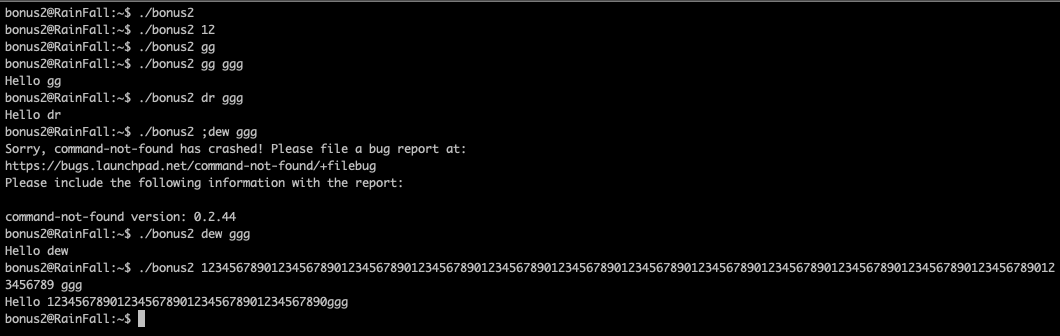 bonus2@RainFall:~$ ./bonus2
bonus2@RainFall:~$ ./bonus2 12
bonus2@RainFall:~$ ./bonus2 gg
bonus2@RainFall:~$ ./bonus2 gg ggg
Hello gg
bonus2@RainFall:~$ ./bonus2 dr ggg
Hello dr
bonus2@RainFall:~$ ./bonus2 ;dew ggg
Sorry, command-not-found has crashed! Please file a bug report at:
https://bugs.launchpad.net/command-not-found/+filebug
Please include the following information with the report:
command-not-found version: 0.2.44
bonus2@RainFall:~$ ./bonus2 dew ggg
Hello dew
bonus2@RainFall:~$ ./bonus2 12345678901234567890123456789012345678901234567890123456789012345678901234567890123456789012345678901234567890123456789012
3456789 ggg
Hello 1234567890123456789012345678901234567890ggg
bonus2@RainFall:~$